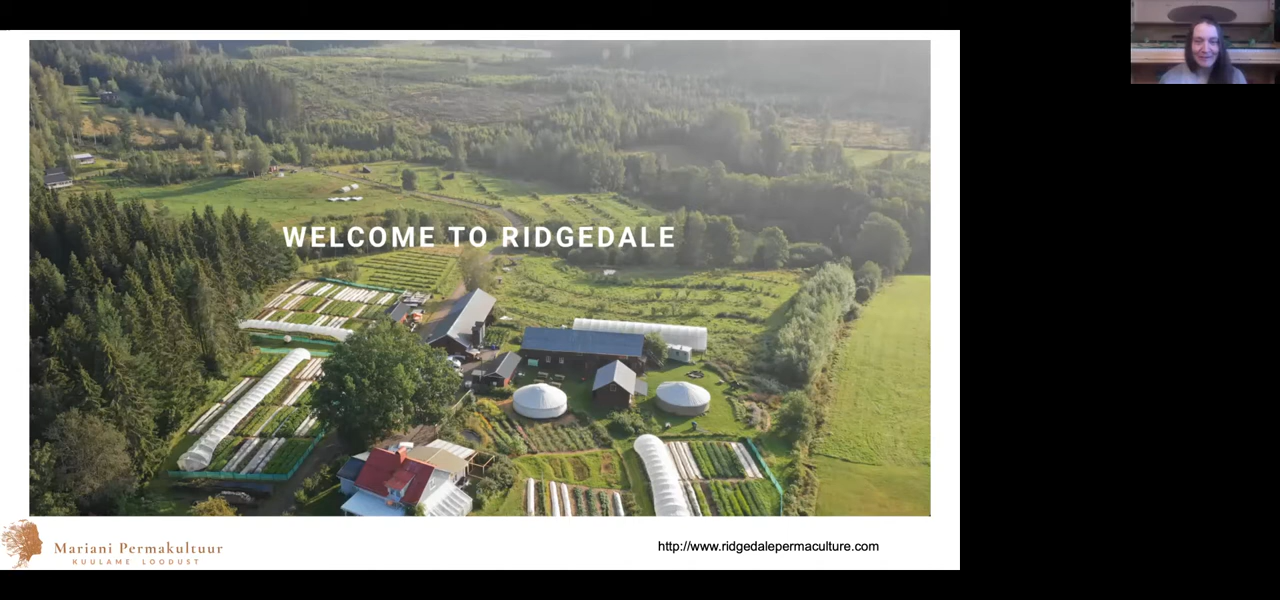 WELCOME TO RIDGEDALE
Mariani Permakultuur
KUULAME LOODUST
http://www.ridgedalepermaculture.com